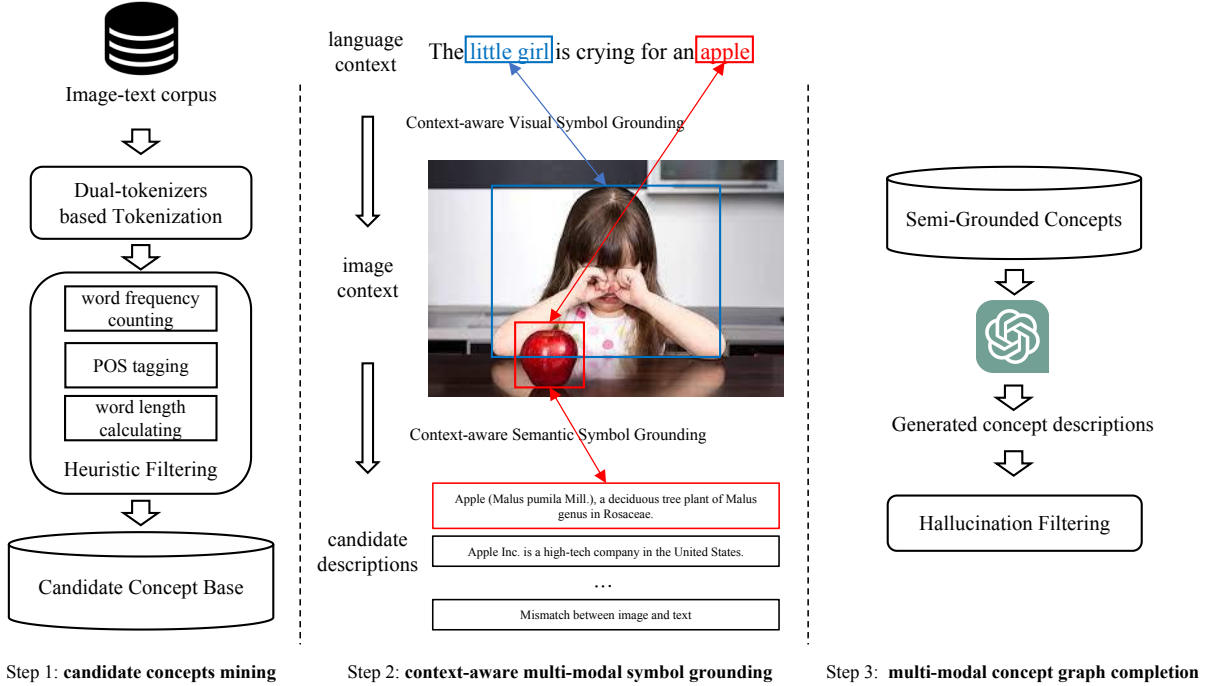 Image-text corpus
Dual-tokenizers
based Tokenization
word frequency
counting
POS tagging
word length
calculating
Heuristic Filtering
Candidate Concept Base
Step 1: candidate concepts mining
language
context
The little girl is crying for an apple
Context-aware Visual Symbol Grounding
image
context
Context-aware Semantic Symbol Grounding
candidate
descriptions
Apple (Malus pumila Mill.), a deciduous tree plant of Malus
genus in Rosaceae.
Apple Inc. is a high-tech company in the United States.
...
Mismatch between image and text
Step 2: context-aware multi-modal symbol grounding
Semi-Grounded Concepts
Generated concept descriptions
Hallucination Filtering
Step 3: multi-modal concept graph completion